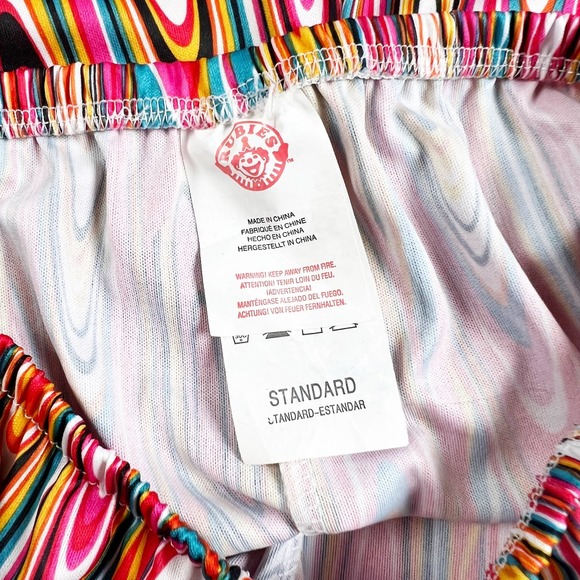 RUBIES
TM
MADE IN CHINA
FABRIQUÉ EN CHINE
HECHO EN CHINA
HERGESTELLT IN CHINA
WARNING! KEEP AWAY FROM FIRE.
ATTENTION! TENIR LOIN DU FEU.
¡ADVERTENCIA!
MANTÉNGASE ALEJADO DEL FUEGO.
ACHTUNG! VON FEUER FERNHALTEN.
STANDARD
STANDARD-ESTANDAR